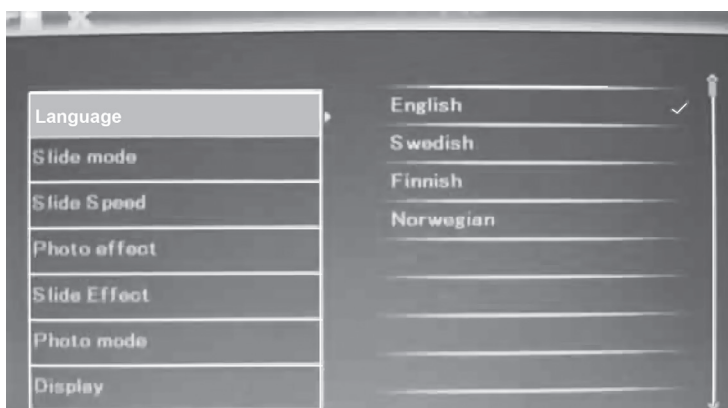 Language
Slide mode
Slide Speed
Photo effect
Slide Effect
Photo mode
Display
English
Swedish
Finnish
Norwegian